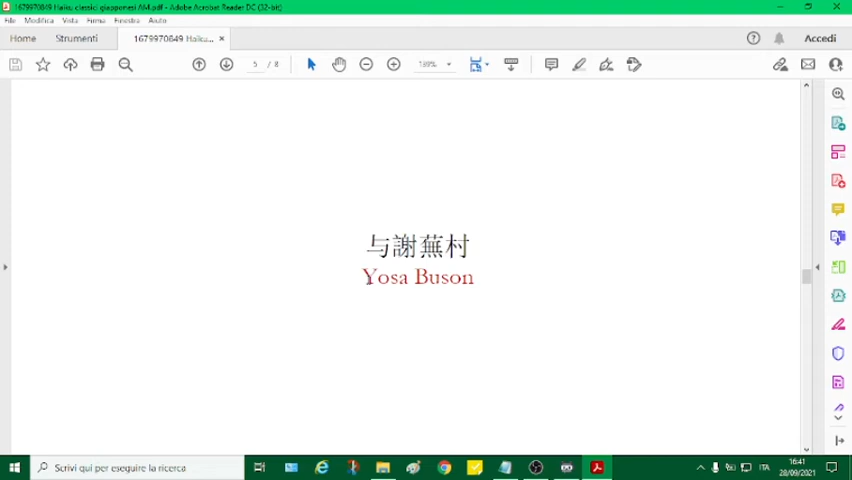 1679970849 Haiku classici giapponesi AM.pdf - Adobe Acrobat Reader DC (32-bit)
File Modifica Vista Firma Finestra Aiuto
Home Strumenti 1679970849 Haiku... × Accedi
5 / 8 189%
与謝蕪村
Yosa Buson
Scrivi qui per eseguire la ricerca
ITA
16:41
28/09/2021